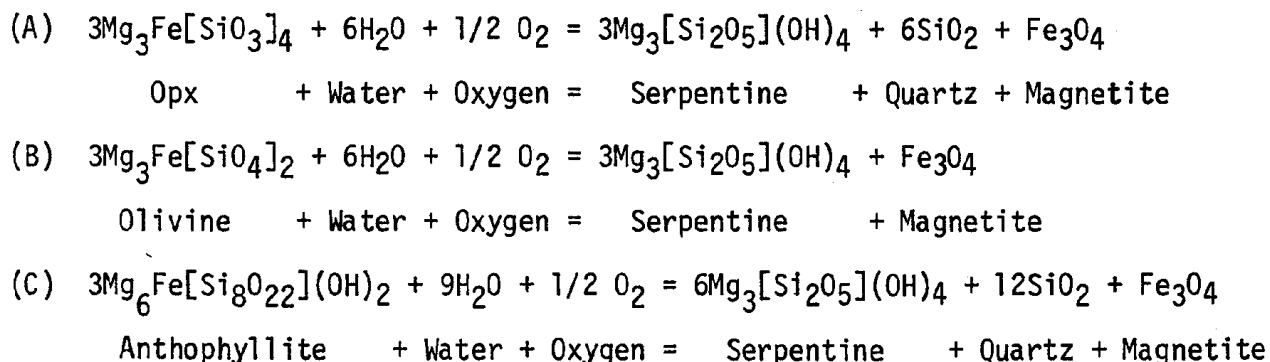 (A) 3Mg3Fe[SiO3]4 + 6H2O + 1/2 O2 = 3Mg3[Si2O5](OH)4 + 6SiO2 + Fe3O4
Opx + Water + Oxygen = Serpentine + Quartz + Magnetite
(B) 3Mg3Fe[SiO4]2 + 6H2O + 1/2 O2 = 3Mg3[Si2O5](OH)4 + Fe3O4
Olivine + Water + Oxygen = Serpentine + Magnetite
(C) 3Mg6Fe[Si8O22](OH)2 + 9H2O + 1/2 O2 = 6Mg3[Si2O5](OH)4 + 12SiO2 + Fe3O4
Anthophyllite + Water + Oxygen = Serpentine + Quartz + Magnetite